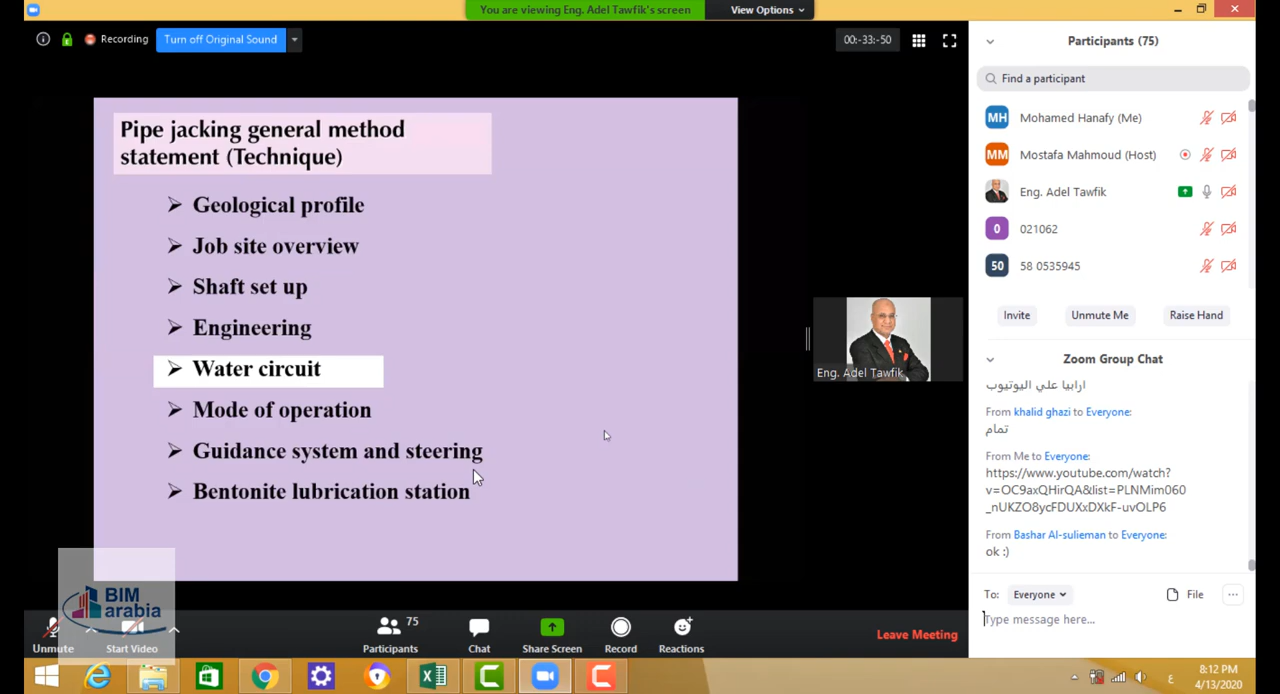 You are viewing Eng. Adel Tawfik's screen
View Options
Recording
Turn off Original Sound
00:-33:-50
Pipe jacking general method
statement (Technique)
Geological profile
Job site overview
Shaft set up
Engineering
Water circuit
Mode of operation
Guidance system and steering
Bentonite lubrication station
Eng. Adel Tawfik
BIM
arabia
Unmute
Start Video
75
Participants
Chat
Share Screen
Record
Reactions
Leave Meeting
Participants (75)
Find a participant
MH Mohamed Hanafy (Me)
MM Mostafa Mahmoud (Host)
Eng. Adel Tawfik
0 021062
50 58 0535945
Invite
Unmute Me
Raise Hand
Zoom Group Chat
ارابيا علي اليوتيوب
From khalid ghazi to Everyone:
تمام
From Me to Everyone:
https://www.youtube.com/watch?
v=OC9axQHirQA&list=PLNMim060
_nUKZO8ycFDUXxDXkF-uvOLP6
From Bashar Al-sulieman to Everyone:
ok :)
To: Everyone
File
Type message here...
ع
8:12 PM
4/13/2020